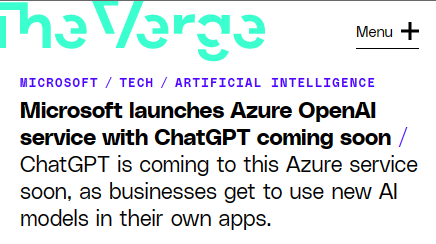 The Verge
Menu +
MICROSOFT / TECH / ARTIFICIAL INTELLIGENCE
Microsoft launches Azure OpenAI
service with ChatGPT coming soon /
ChatGPT is coming to this Azure service
soon, as businesses get to use new AI
models in their own apps.